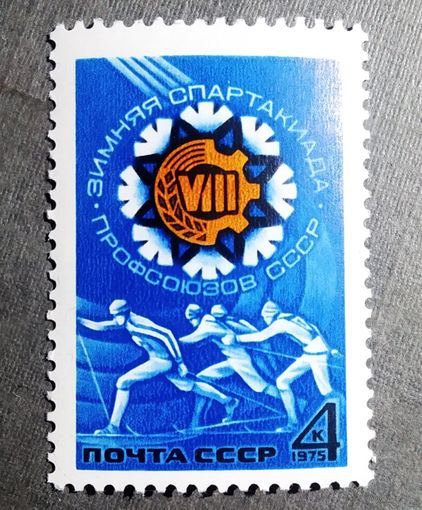 ЗИМНЯЯ СПАРТАКИАДА
VIII
• ПРОФСОЮЗОВ СССР •
ПОЧТА СССР
4
К
1975